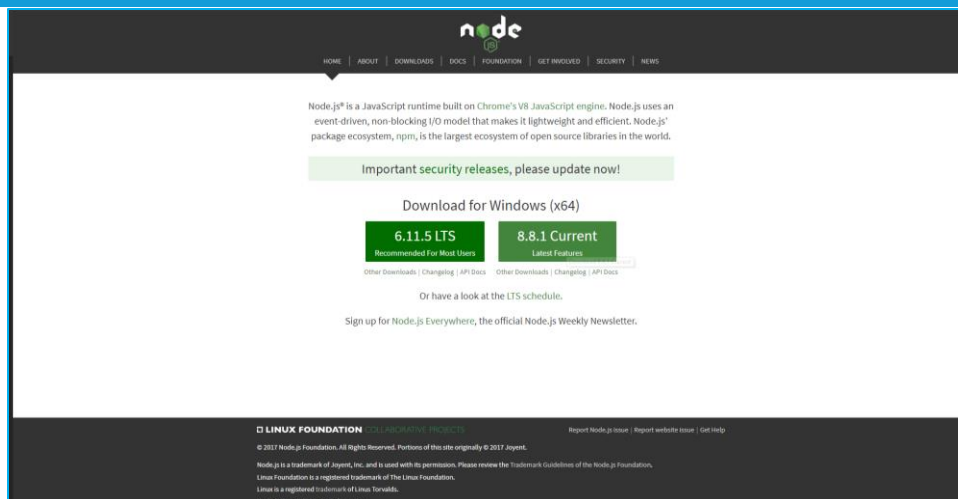 node
JS
HOME | ABOUT | DOWNLOADS | DOCS | FOUNDATION | GET INVOLVED | SECURITY | NEWS
Node.js® is a JavaScript runtime built on Chrome's V8 JavaScript engine. Node.js uses an
event-driven, non-blocking I/O model that makes it lightweight and efficient. Node.js'
package ecosystem, npm, is the largest ecosystem of open source libraries in the world.
Important security releases, please update now!
Download for Windows (x64)
6.11.5 LTS
Recommended For Most Users
8.8.1 Current
Latest Features
Other Downloads | Changelog | API Docs
Other Downloads | Changelog | API Docs
Or have a look at the LTS schedule.
Sign up for Node.js Everywhere, the official Node.js Weekly Newsletter.
LINUX FOUNDATION COLLABORATIVE PROJECTS
Report Node.js issue | Report website issue | Get Help
© 2017 Node.js Foundation. All Rights Reserved. Portions of this site originally © 2017 Joyent.
Node.js is a trademark of Joyent, Inc. and is used with its permission. Please review the Trademark Guidelines of the Node.js Foundation.
Linux Foundation is a registered trademark of The Linux Foundation.
Linux is a registered trademark of Linus Torvalds.